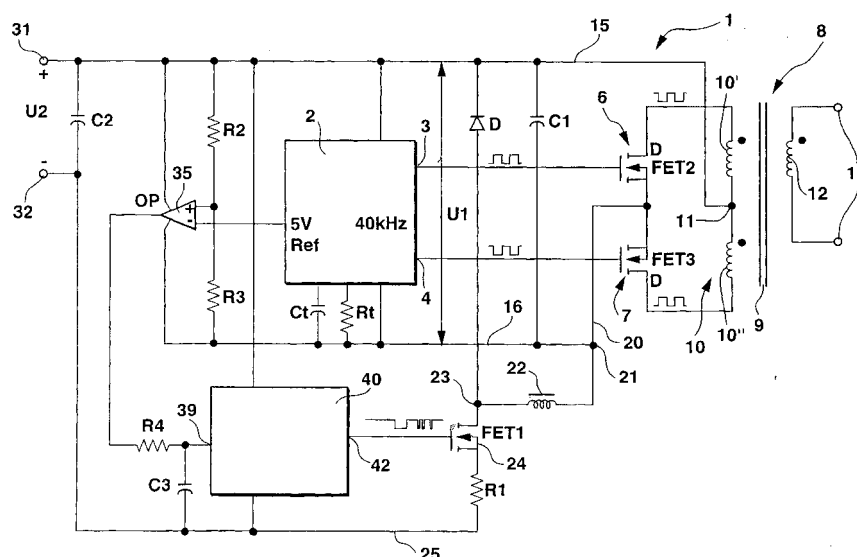 31
+
U2
C2
-
32
15
1
8
R2
2
3
D
C1
6
D
FET2
10'
12
1
OP
35
+
-
5V
Ref
40kHz
U1
11
R3
Ct
Rt
4
16
FET3
D
7
20
10
10"
9
23
22
21
39
40
R4
C3
42
FET1
24
R1
25